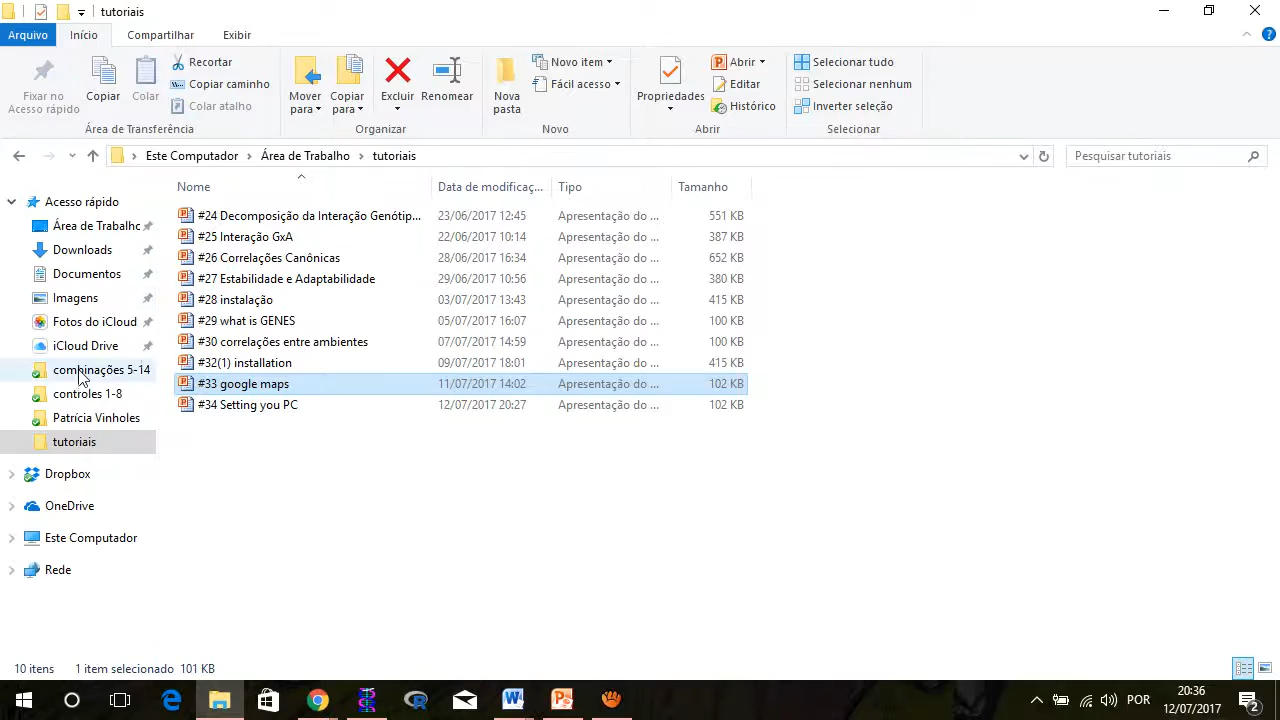 tutoriais
Arquivo Início Compartilhar Exibir
Fixar no Acesso rápido
Copiar
Colar
Recortar
Copiar caminho
Colar atalho
Área de Transferência
Mover para
Copiar para
Excluir
Renomear
Organizar
Nova pasta
Novo item
Fácil acesso
Novo
Propriedades
Abrir
Editar
Histórico
Abrir
Selecionar tudo
Selecionar nenhum
Inverter seleção
Selecionar
Este Computador > Área de Trabalho > tutoriais
Pesquisar tutoriais
Acesso rápido
Área de Trabalhc
Downloads
Documentos
Imagens
Fotos do iCloud
iCloud Drive
combinações 5-14
controles 1-8
Patrícia Vinholes
tutoriais
Dropbox
OneDrive
Este Computador
Rede
Nome Data de modificaç... Tipo Tamanho
#24 Decomposição da Interação Genótip... 23/06/2017 12:45 Apresentação do ... 551 KB
#25 Interação GxA 22/06/2017 10:14 Apresentação do ... 387 KB
#26 Correlações Canônicas 28/06/2017 16:34 Apresentação do ... 652 KB
#27 Estabilidade e Adaptabilidade 29/06/2017 10:56 Apresentação do ... 380 KB
#28 instalação 03/07/2017 13:43 Apresentação do ... 415 KB
#29 what is GENES 05/07/2017 16:07 Apresentação do ... 100 KB
#30 correlações entre ambientes 07/07/2017 14:59 Apresentação do ... 100 KB
#32(1) installation 09/07/2017 18:01 Apresentação do ... 415 KB
#33 google maps 11/07/2017 14:02 Apresentação do ... 102 KB
#34 Setting you PC 12/07/2017 20:27 Apresentação do ... 102 KB
10 itens 1 item selecionado 101 KB
POR
20:36
12/07/2017
2